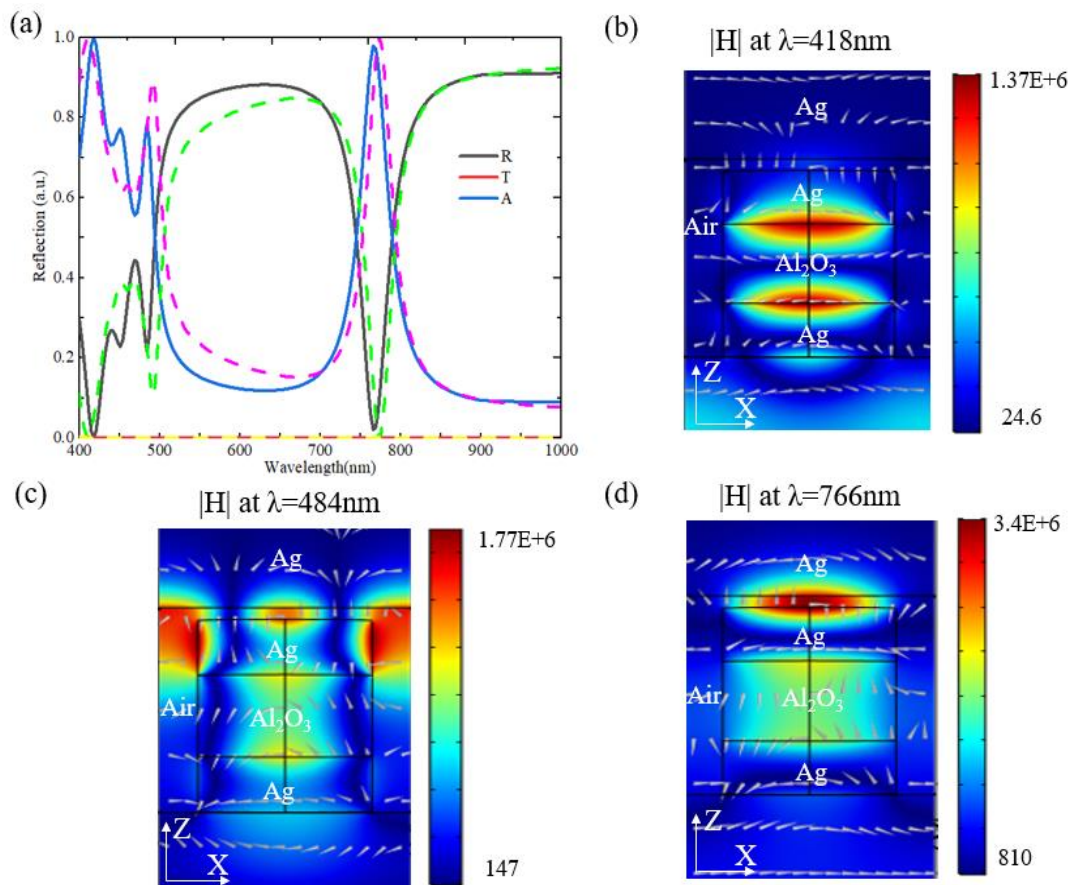 (a)
1.0
0.8
0.6
0.4
0.2
0.0
Reflection (a.u.)
400
500
600
700
800
900
1000
Wavelength(nm)
R
T
A
(b)
|H| at λ=418nm
Ag
Ag
Air
Al₂O₃
Ag
Z
X
1.37E+6
24.6
(c)
|H| at λ=484nm
Ag
Ag
Air
Al₂O₃
Ag
Z
X
1.77E+6
147
(d)
|H| at λ=766nm
Ag
Ag
Air
Al₂O₃
Ag
Z
X
3.4E+6
810